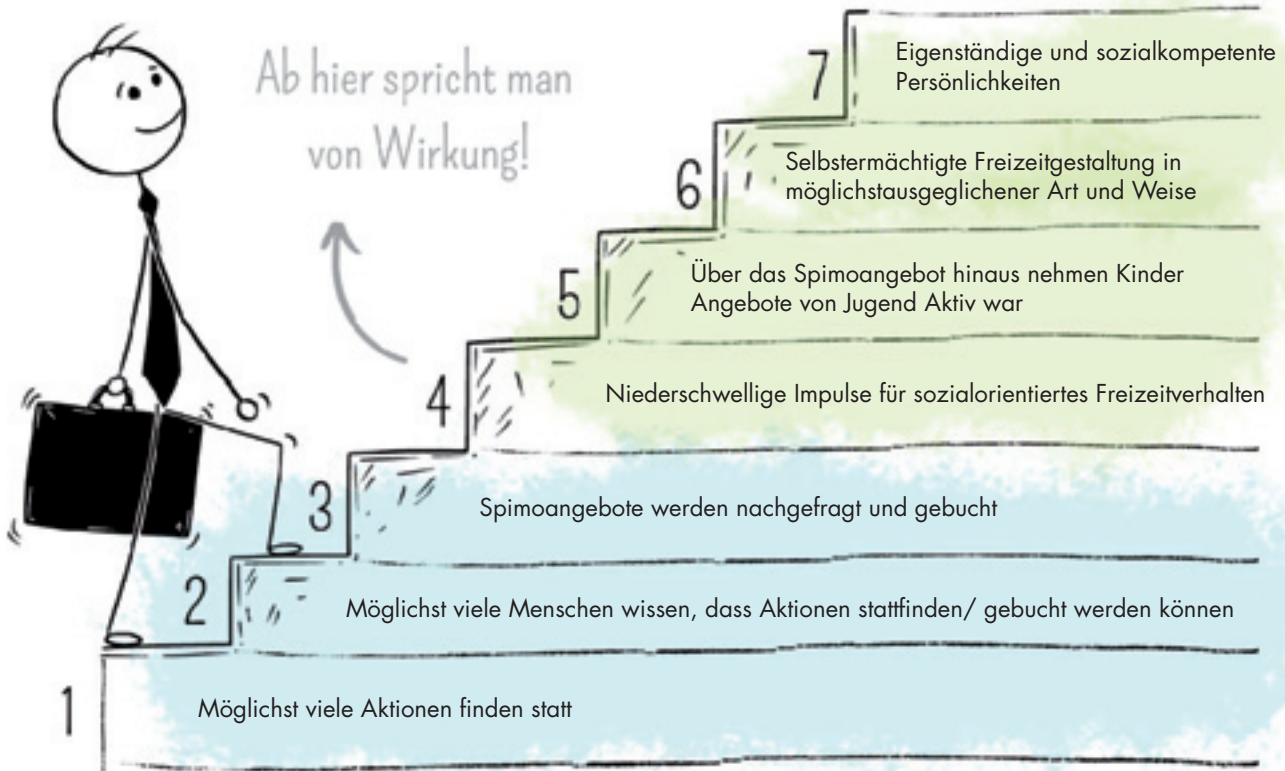 Ab hier spricht man
von Wirkung!
7
Eigenständige und sozialkompetente
Persönlichkeiten
6
Selbstermächtigte Freizeitgestaltung in
möglichstausgeglichener Art und Weise
5
Über das Spimoangebot hinaus nehmen Kinder
Angebote von Jugend Aktiv war
4
Niederschwellige Impulse für sozialorientiertes Freizeitverhalten
3
Spimoangebote werden nachgefragt und gebucht
2
Möglichst viele Menschen wissen, dass Aktionen stattfinden/ gebucht werden können
1
Möglichst viele Aktionen finden statt